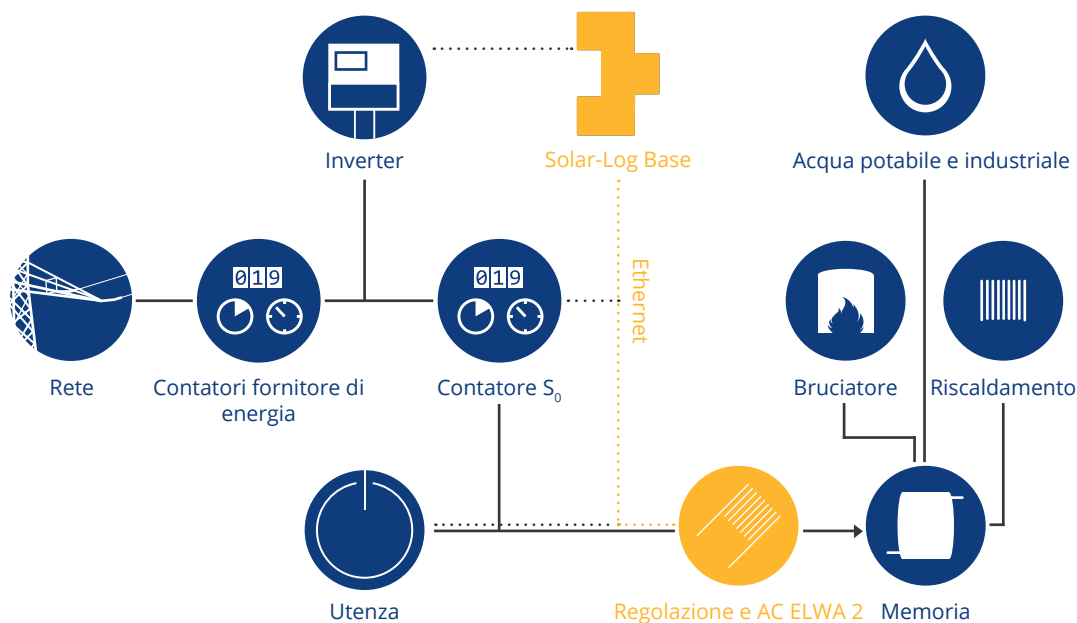 Inverter
Solar-Log Base
Acqua potabile e industriale
Ethernet
019
019
Rete
Contatori fornitore di
energia
Contatore S₀
Bruciatore
Riscaldamento
Utenza
Regolazione e AC ELWA 2
Memoria